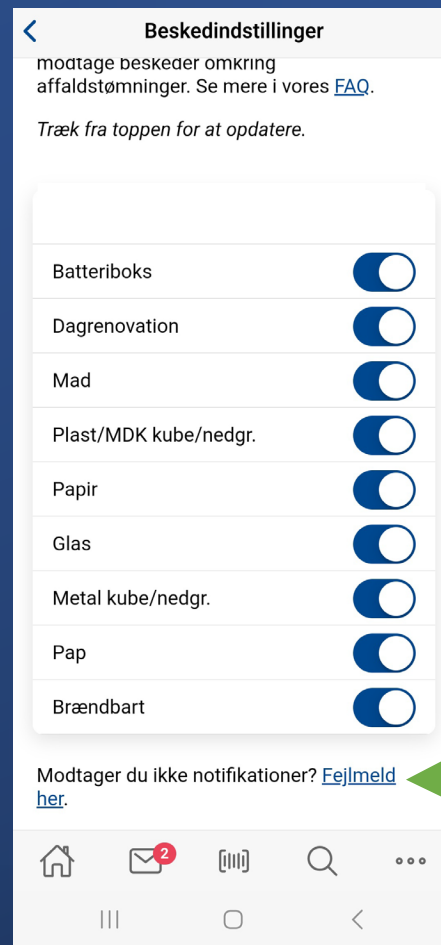 Beskedindstillinger
modtage beskeder omkring
affaldstømninger. Se mere i vores FAQ.
Træk fra toppen for at opdatere.
Batteriboks
Dagrenovation
Mad
Plast/MDK kube/nedgr.
Papir
Glas
Metal kube/nedgr.
Pap
Brændbart
Modtager du ikke notifikationer? Fejlmeld
her.
2